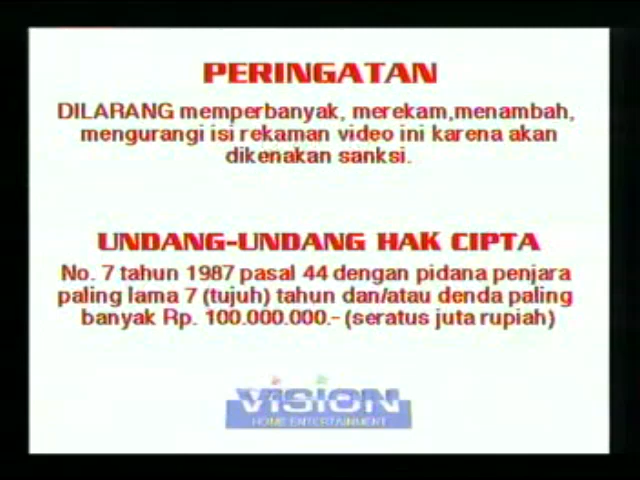 PERINGATAN
DILARANG memperbanyak, merekam,menambah,
mengurangi isi rekaman video ini karena akan
dikenakan sanksi.
UNDANG-UNDANG HAK CIPTA
No. 7 tahun 1987 pasal 44 dengan pidana penjara
paling lama 7 (tujuh) tahun dan/atau denda paling
banyak Rp. 100.000.000.- (seratus juta rupiah)
VISION
HOME ENTERTAINMENT